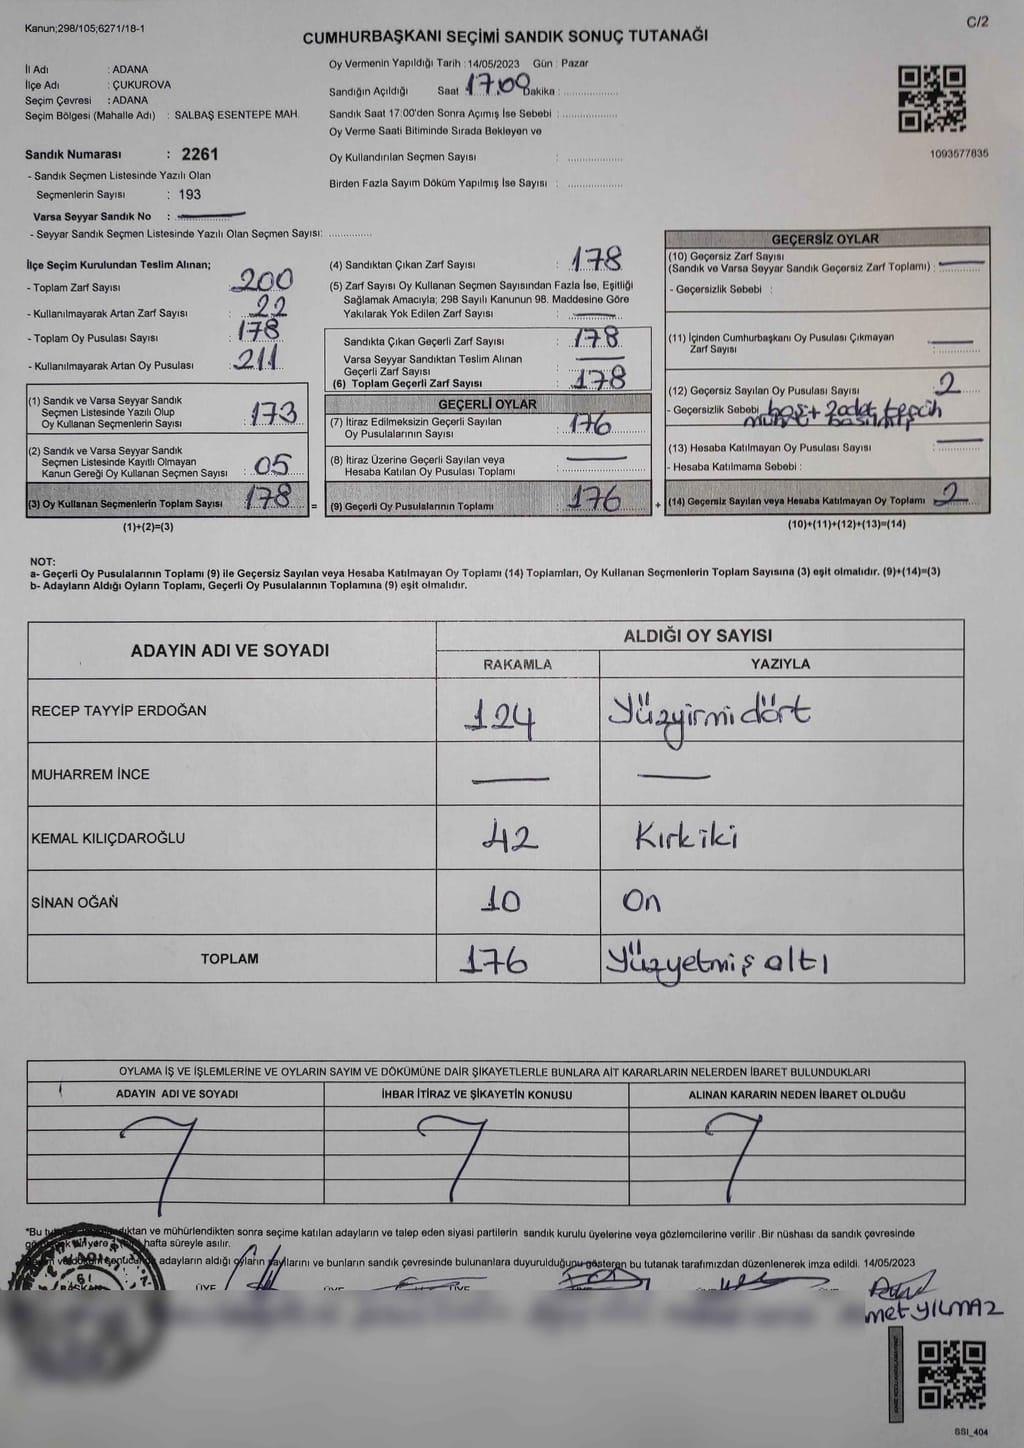 Kanun;298/105;6271/18-1
C/2
CUMHURBAŞKANI SEÇİMİ SANDIK SONUÇ TUTANAĞI
İl Adı : ADANA
İlçe Adı : ÇUKUROVA
Seçim Çevresi : ADANA
Seçim Bölgesi (Mahalle Adı) : SALBAŞ ESENTEPE MAH.
Sandık Numarası : 2261
- Sandık Seçmen Listesinde Yazılı Olan
Seçmenlerin Sayısı : 193
Varsa Seyyar Sandık No :
- Seyyar Sandık Seçmen Listesinde Yazılı Olan Seçmen Sayısı: ............
Oy Vermenin Yapıldığı Tarih : 14/05/2023 Gün : Pazar
Sandığın Açıldığı Saat 17:09 Dakika : ...............
Sandık Saat 17:00'den Sonra Açımış İse Sebebi : ...............
Oy Verme Saati Bitiminde Sırada Bekleyen ve
Oy Kullandırılan Seçmen Sayısı : ...............
Birden Fazla Sayım Döküm Yapılmış İse Sayısı : ...............
1093577835
İlçe Seçim Kurulundan Teslim Alınan;
- Toplam Zarf Sayısı : 200
- Kullanılmayarak Artan Zarf Sayısı : 22
- Toplam Oy Pusulası Sayısı : 178
- Kullanılmayarak Artan Oy Pusulası : 211
(1) Sandık ve Varsa Seyyar Sandık
Seçmen Listesinde Yazılı Olup
Oy Kullanan Seçmenlerin Sayısı : 173
(2) Sandık ve Varsa Seyyar Sandık
Seçmen Listesinde Kayıtlı Olmayan
Kanun Gereği Oy Kullanan Seçmen Sayısı : 05
(3) Oy Kullanan Seçmenlerin Toplam Sayısı : 178
(1)+(2)=(3)
=
(4) Sandıktan Çıkan Zarf Sayısı : 178
(5) Zarf Sayısı Oy Kullanan Seçmen Sayısından Fazla İse, Eşitliği
Sağlamak Amacıyla; 298 Sayılı Kanunun 98. Maddesine Göre
Yakılarak Yok Edilen Zarf Sayısı :
Sandıkta Çıkan Geçerli Zarf Sayısı : 178
Varsa Seyyar Sandıktan Teslim Alınan
Geçerli Zarf Sayısı :
(6) Toplam Geçerli Zarf Sayısı : 178
GEÇERLİ OYLAR
(7) İtiraz Edilmeksizin Geçerli Sayılan
Oy Pusulalarının Sayısı : 176
(8) İtiraz Üzerine Geçerli Sayılan veya
Hesaba Katılan Oy Pusulası Toplamı :
(9) Geçerli Oy Pusulalarının Toplamı : 176
+
GEÇERSİZ OYLAR
(10) Geçersiz Zarf Sayısı
(Sandık ve Varsa Seyyar Sandık Geçersiz Zarf Toplamı) :
- Geçersizlik Sebebi :
(11) İçinden Cumhurbaşkanı Oy Pusulası Çıkmayan
Zarf Sayısı :
(12) Geçersiz Sayılan Oy Pusulası Sayısı : 2
- Geçersizlik Sebebi boş + 2 adet tercih
(13) Hesaba Katılmayan Oy Pusulası Sayısı :
- Hesaba Katılmama Sebebi :
(14) Geçersiz Sayılan veya Hesaba Katılmayan Oy Toplamı 2
(10)+(11)+(12)+(13)=(14)
NOT:
a- Geçerli Oy Pusulalarının Toplamı (9) ile Geçersiz Sayılan veya Hesaba Katılmayan Oy Toplamı (14) Toplamları, Oy Kullanan Seçmenlerin Toplam Sayısına (3) eşit olmalıdır. (9)+(14)=(3)
b- Adayların Aldığı Oyların Toplamı, Geçerli Oy Pusulalarının Toplamına (9) eşit olmalıdır.
ADAYIN ADI VE SOYADI
ALDIĞI OY SAYISI
RAKAMLA YAZIYLA
RECEP TAYYİP ERDOĞAN 124 Yüzyirmidört
MUHARREM İNCE
KEMAL KILIÇDAROĞLU 42 Kırkiki
SİNAN OĞAN 10 On
TOPLAM 176 Yüzyetmiş altı
OYLAMA İŞ VE İŞLEMLERİNE VE OYLARIN SAYIM VE DÖKÜMÜNE DAİR ŞİKAYETLERLE BUNLARA AİT KARARLARIN NELERDEN İBARET BULUNDUKLARI
ADAYIN ADI VE SOYADI İHBAR İTİRAZ VE ŞİKAYETİN KONUSU ALINAN KARARIN NEDEN İBARET OLDUĞU
*Bu mühürlendikten sonra seçime katılan adayların ve talep eden siyasi partilerin sandık kurulu üyelerine veya gözlemcilerine verilir .Bir nüshası da sandık çevresinde
hafta süreyle asılır.
adayların aldığı oyların sayılarını ve bunların sandık çevresinde bulunanlara duyurulduğunu gösteren bu tutanak tarafımızdan düzenlenerek imza edildi. 14/05/2023
BAŞKAN ÜYE ÜYE
YILMAZ
SSI_404